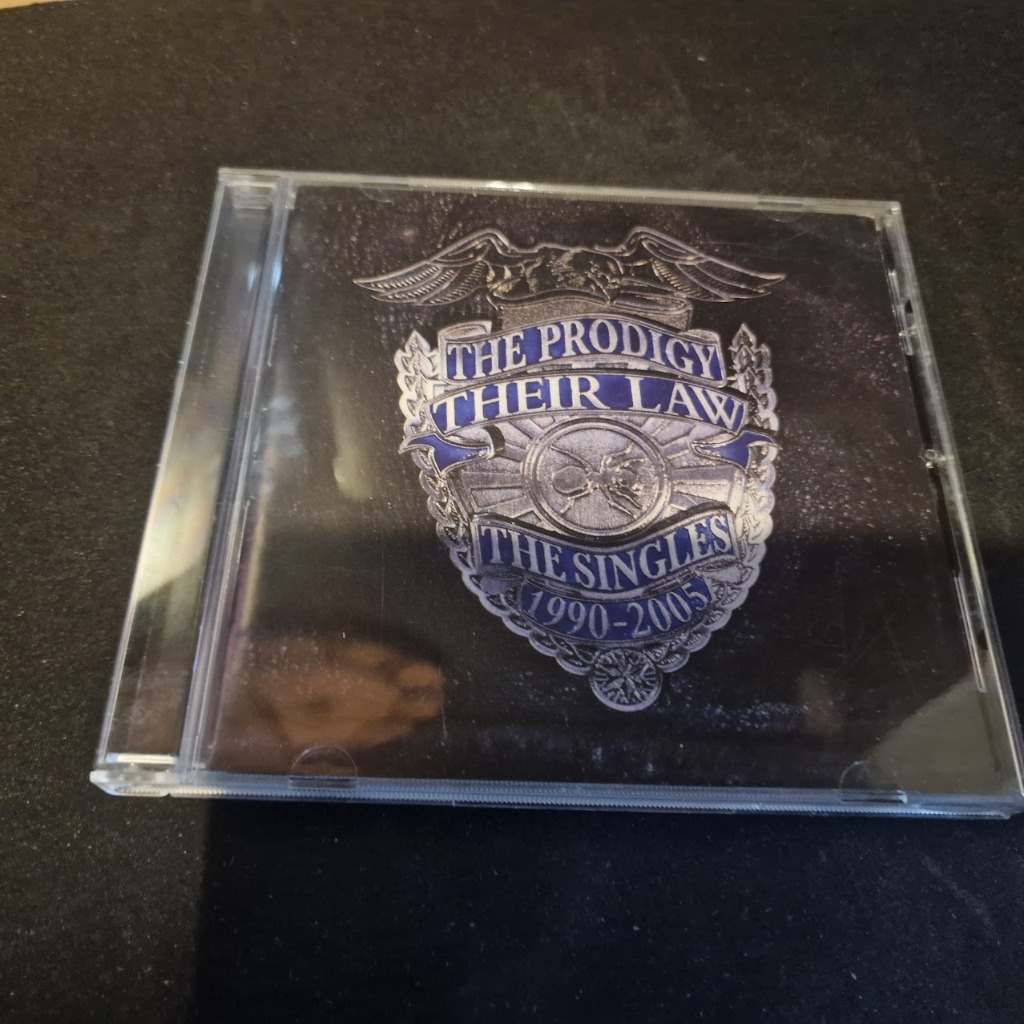 THE PRODIGY
THEIR LAW
THE SINGLES
1990-2005